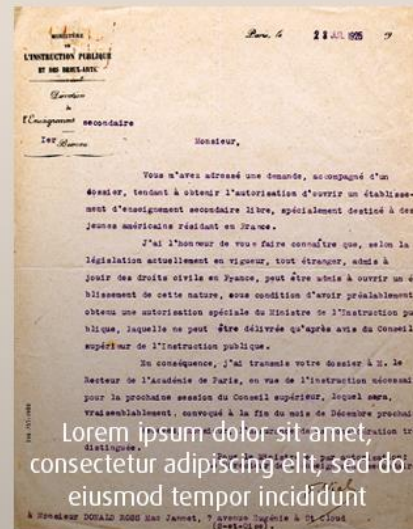 MINISTÈRE
DE
L'INSTRUCTION PUBLIQUE
ET DES BEAUX-ARTS
Direction
de
l'Enseignement secondaire
Ier Bureau
Paris, le 23 JUL 1925
Monsieur,
Vous m'avez adressé une demande, accompagné d'un
dossier, tendant à obtenir l'autorisation d'ouvrir un établisse-
ment d'enseignement secondaire libre, spécialement destiné à des
jeunes américains résidant en France.
J'ai l'honneur de vous faire connaître que, selon la
législation actuellement en vigueur, tout étranger, admis à
jouir des droits civils en France, peut être admis à ouvrir un é
blissement de cette nature, sous condition d'avoir préalablement
obtenu une autorisation spéciale du Ministre de l'Instruction pu
blique, laquelle ne peut être délivrée qu'après avis du Conseil
supérieur de l'Instruction publique.
En conséquence, j'ai transmis votre dossier à M. le
Recteur de l'Académie de Paris, en vue de l'instruction nécessai
pour la prochaine session du Conseil supérieur, lequel sera,
vraisemblablement, convoqué à la fin du mois de Décembre prochai
distinguée.
Lorem ipsum dolor sit amet,
consectetur adipiscing elit, sed do
eiusmod tempor incididunt
à Monsieur DONALD ROSS Mac Jannet, 7 avenue Eugénie à St Cloud
(S-et-Oise).